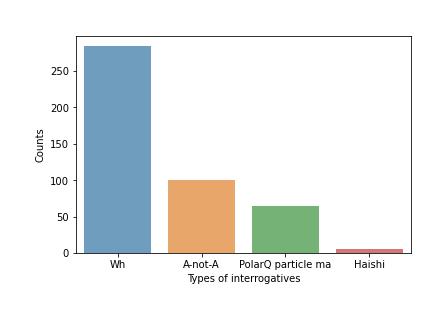 Counts
250
200
150
100
50
0
Wh A-not-A PolarQ particle ma Haishi
Types of interrogatives